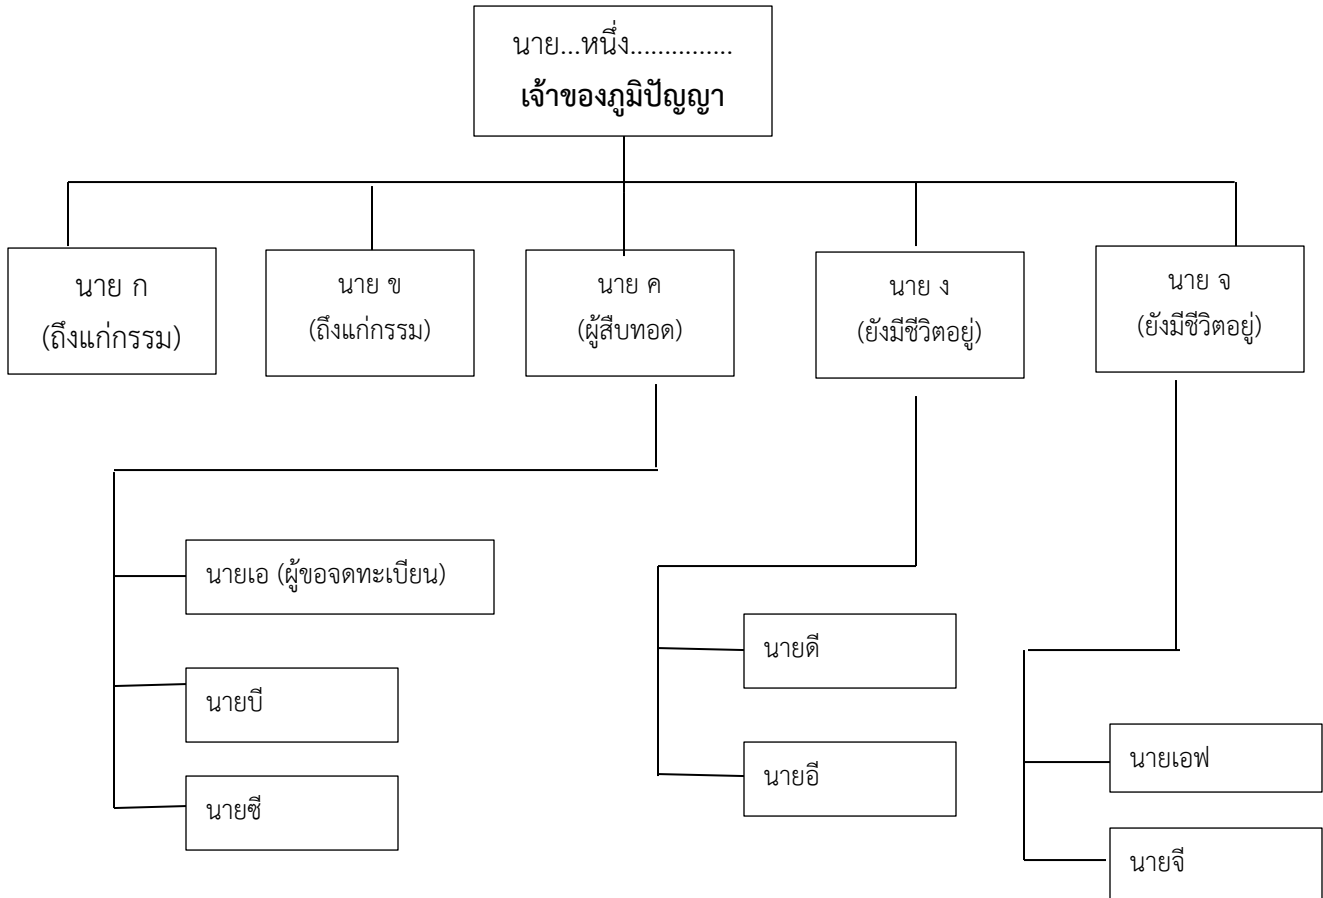 นาย...หนึ่ง...............
เจ้าของภูมิปัญญา
นาย ก
(ถึงแก่กรรม)
นาย ข
(ถึงแก่กรรม)
นาย ค
(ผู้สืบทอด)
นาย ง
(ยังมีชีวิตอยู่)
นาย จ
(ยังมีชีวิตอยู่)
นายเอ (ผู้ขอจดทะเบียน)
นายบี
นายซี
นายดี
นายอี
นายเอฟ
นายจี